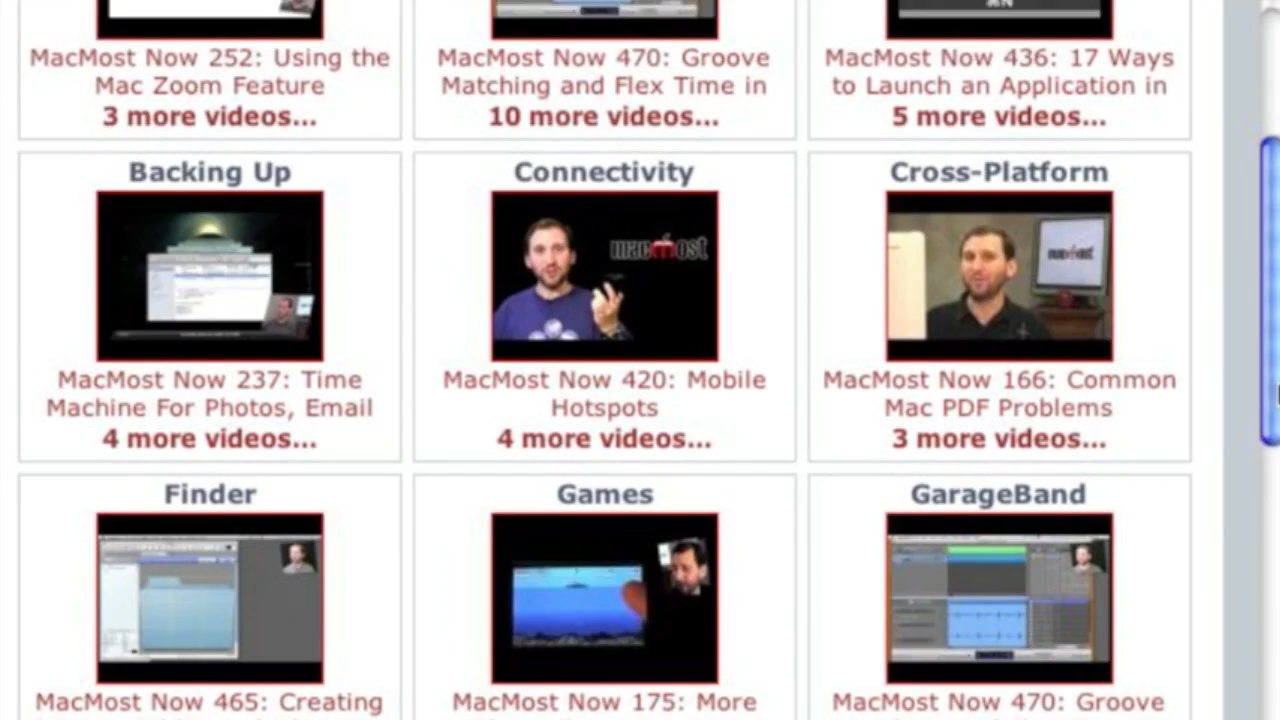 ⌘N
MacMost Now 252: Using the
Mac Zoom Feature
3 more videos...
MacMost Now 470: Groove
Matching and Flex Time in
10 more videos...
MacMost Now 436: 17 Ways
to Launch an Application in
5 more videos...
Backing Up
MacMost Now 237: Time
Machine For Photos, Email
4 more videos...
Connectivity
macmost
MacMost Now 420: Mobile
Hotspots
4 more videos...
Cross-Platform
macmost
MacMost Now 166: Common
Mac PDF Problems
3 more videos...
Finder
MacMost Now 465: Creating
Games
MacMost Now 175: More
GarageBand
MacMost Now 470: Groove